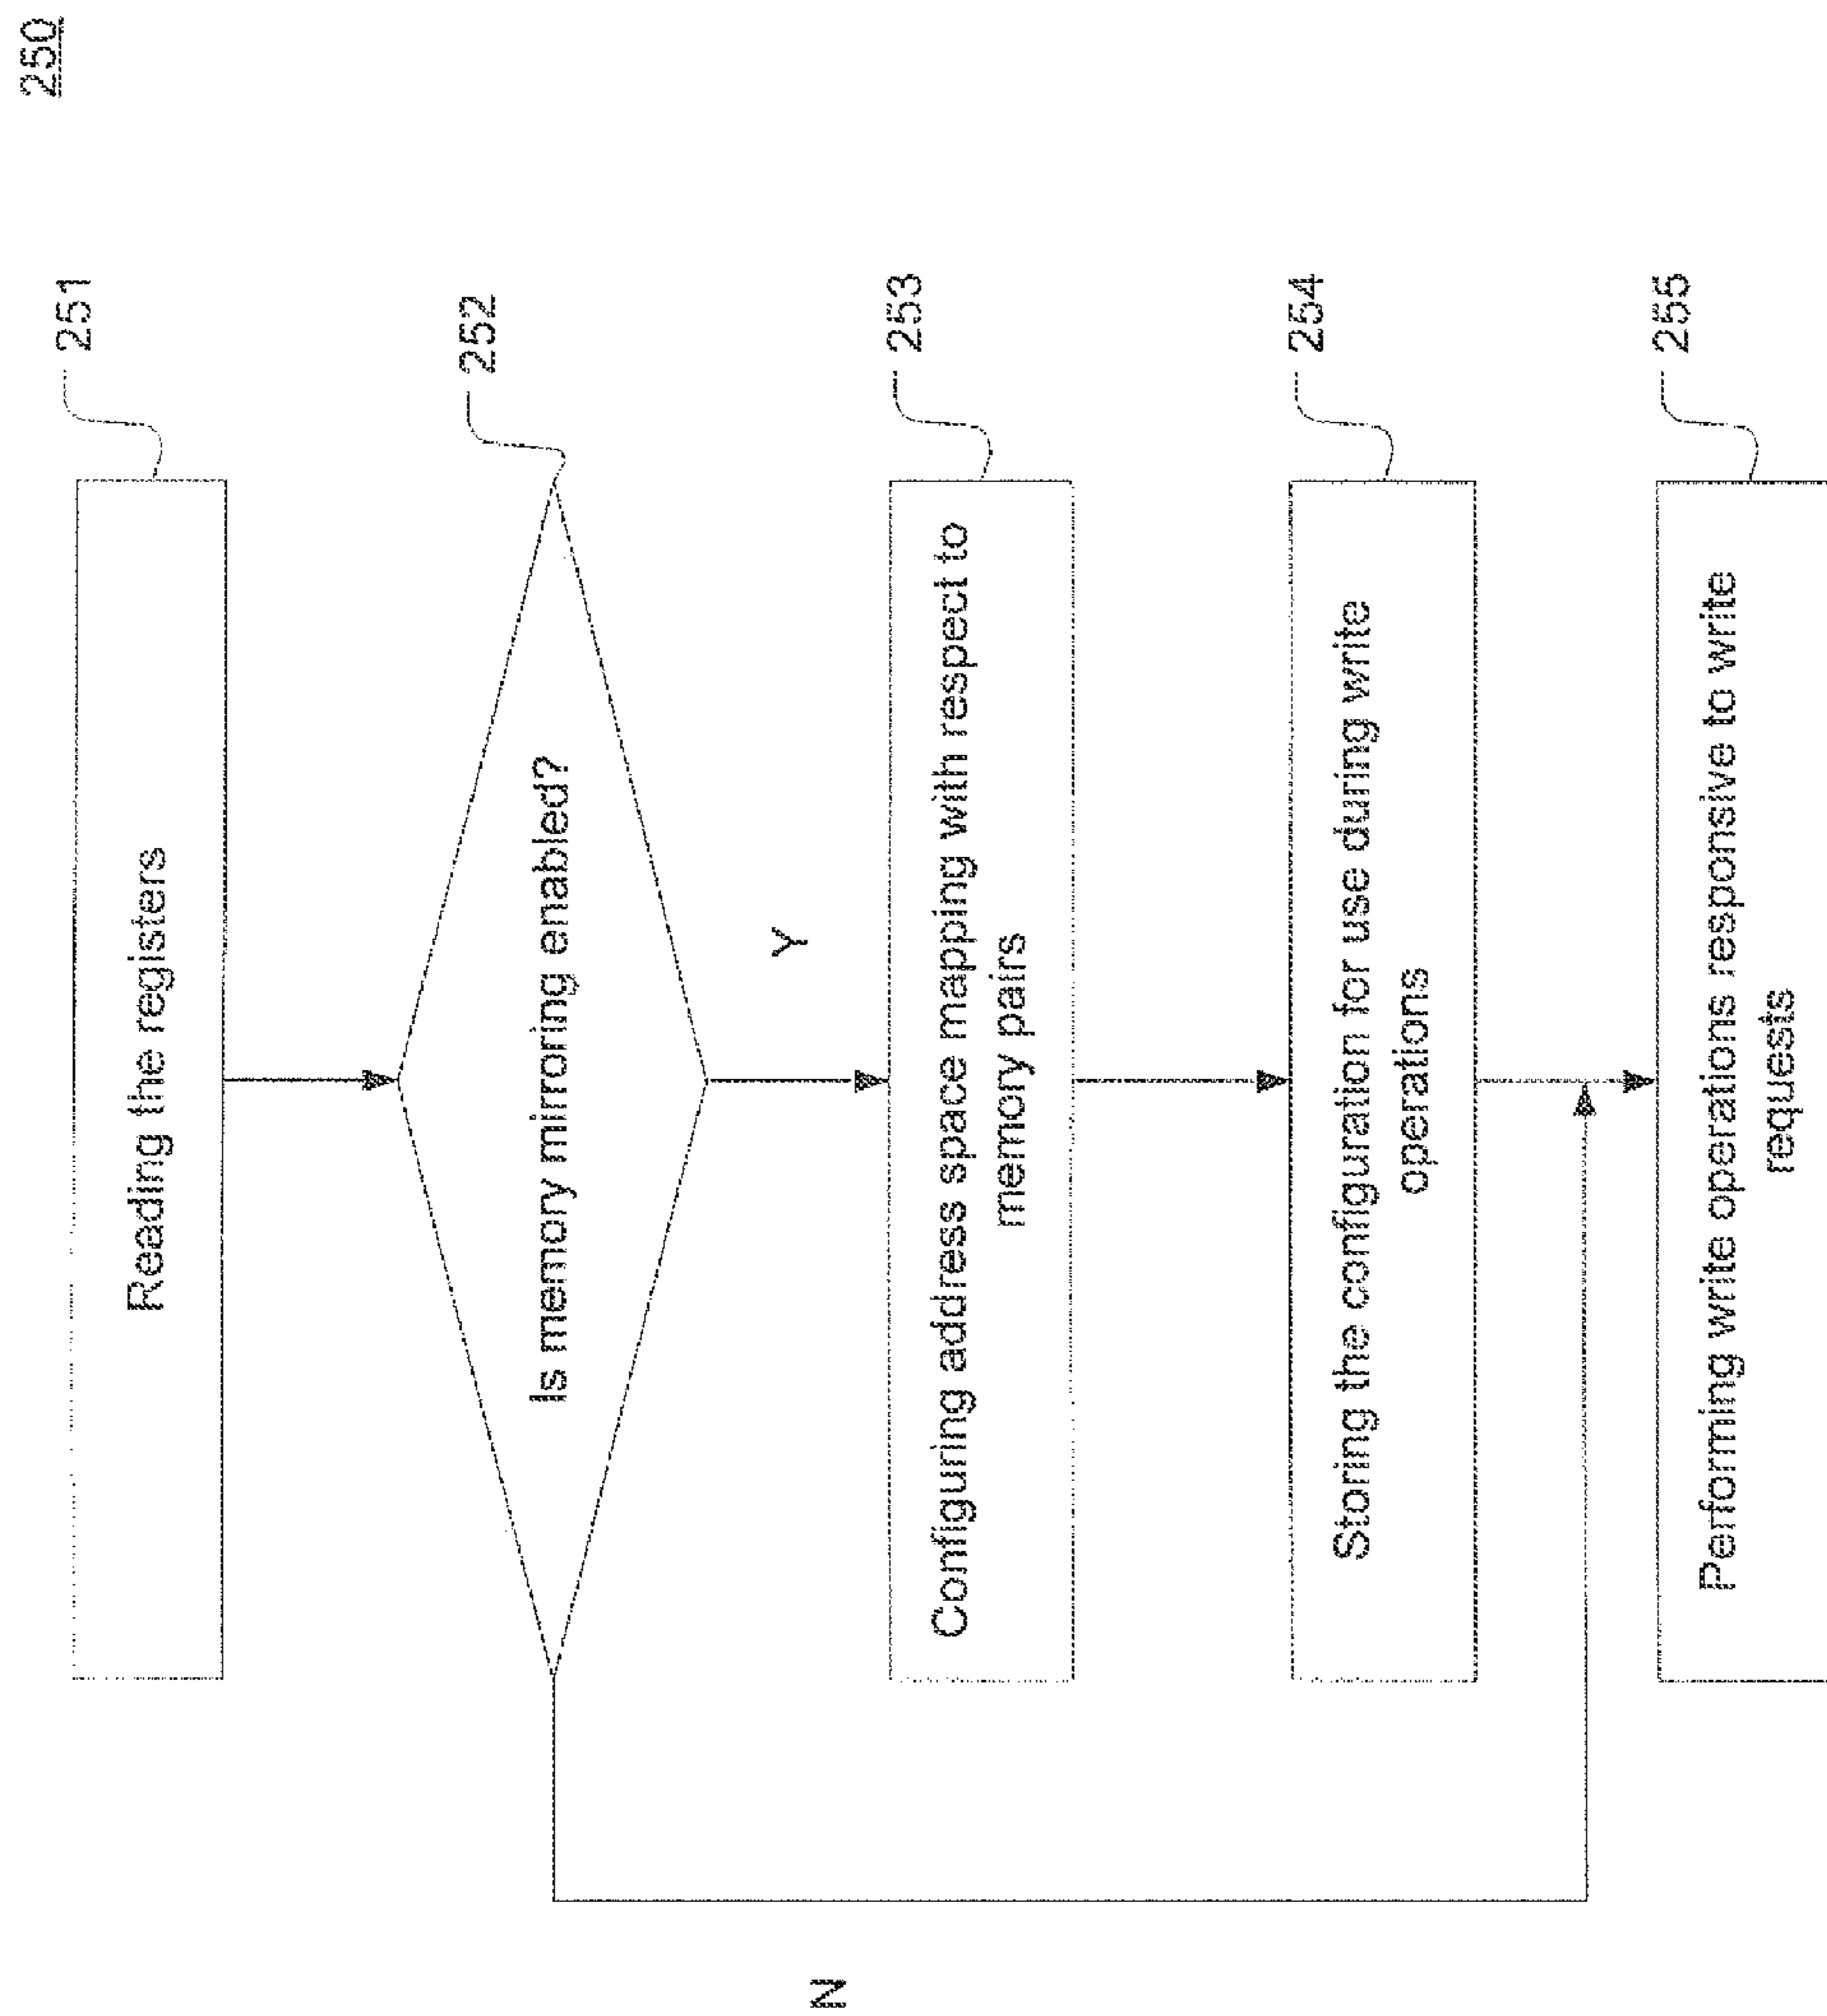 250
251
Reading the registers
252
Is memory mirroring enabled?
Y
N
253
Configuring address space mapping with respect to
memory pairs
254
Storing the configuration for use during write
operations
255
Performing write operations responsive to write
requests